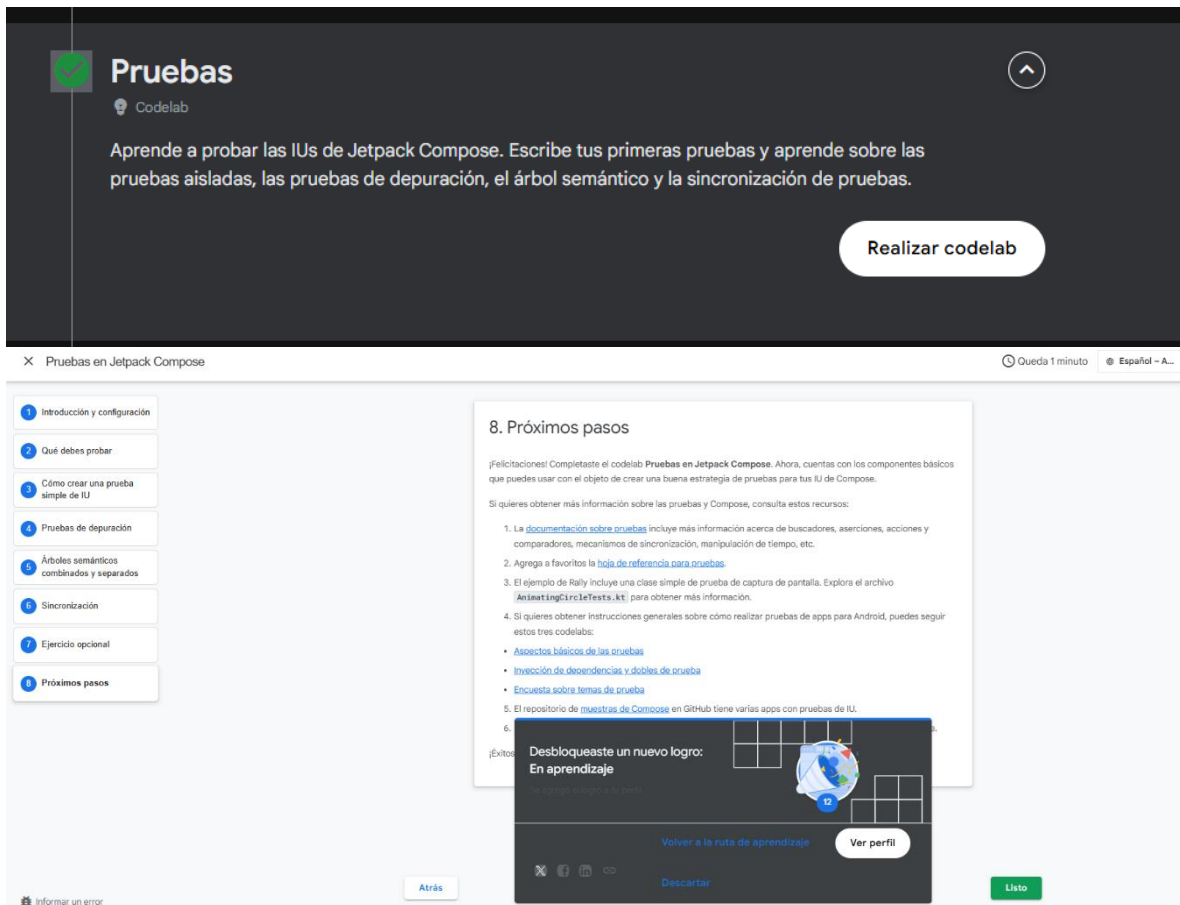 Pruebas
Codelab
Aprende a probar las IUs de Jetpack Compose. Escribe tus primeras pruebas y aprende sobre las
pruebas aisladas, las pruebas de depuración, el árbol semántico y la sincronización de pruebas.
Realizar codelab
Pruebas en Jetpack Compose
Queda 1 minuto
Español – A...
1 Introducción y configuración
2 Qué debes probar
3 Cómo crear una prueba
simple de IU
4 Pruebas de depuración
5 Árboles semánticos
combinados y separados
6 Sincronización
7 Ejercicio opcional
8 Próximos pasos
8. Próximos pasos
¡Felicitaciones! Completaste el codelab Pruebas en Jetpack Compose. Ahora, cuentas con los componentes básicos
que puedes usar con el objeto de crear una buena estrategia de pruebas para tus IU de Compose.
Si quieres obtener más información sobre las pruebas y Compose, consulta estos recursos:
1. La documentación sobre pruebas incluye más información acerca de buscadores, aserciones, acciones y
comparadores, mecanismos de sincronización, manipulación de tiempo, etc.
2. Agrega a favoritos la hoja de referencia para pruebas.
3. El ejemplo de Rally incluye una clase simple de prueba de captura de pantalla. Explora el archivo
AnimatingCircleTests.kt para obtener más información.
4. Si quieres obtener instrucciones generales sobre cómo realizar pruebas de apps para Android, puedes seguir
estos tres codelabs:
• Aspectos básicos de las pruebas
• Inyección de dependencias y dobles de prueba
• Encuesta sobre temas de prueba
5. El repositorio de muestras de Compose en GitHub tiene varias apps con pruebas de IU.
6.
¡Éxitos
Desbloqueaste un nuevo logro:
En aprendizaje
Se agregó el logro a tu perfil
12
Volver a la ruta de aprendizaje
Ver perfil
Descartar
Atrás
Listo
Informar un error